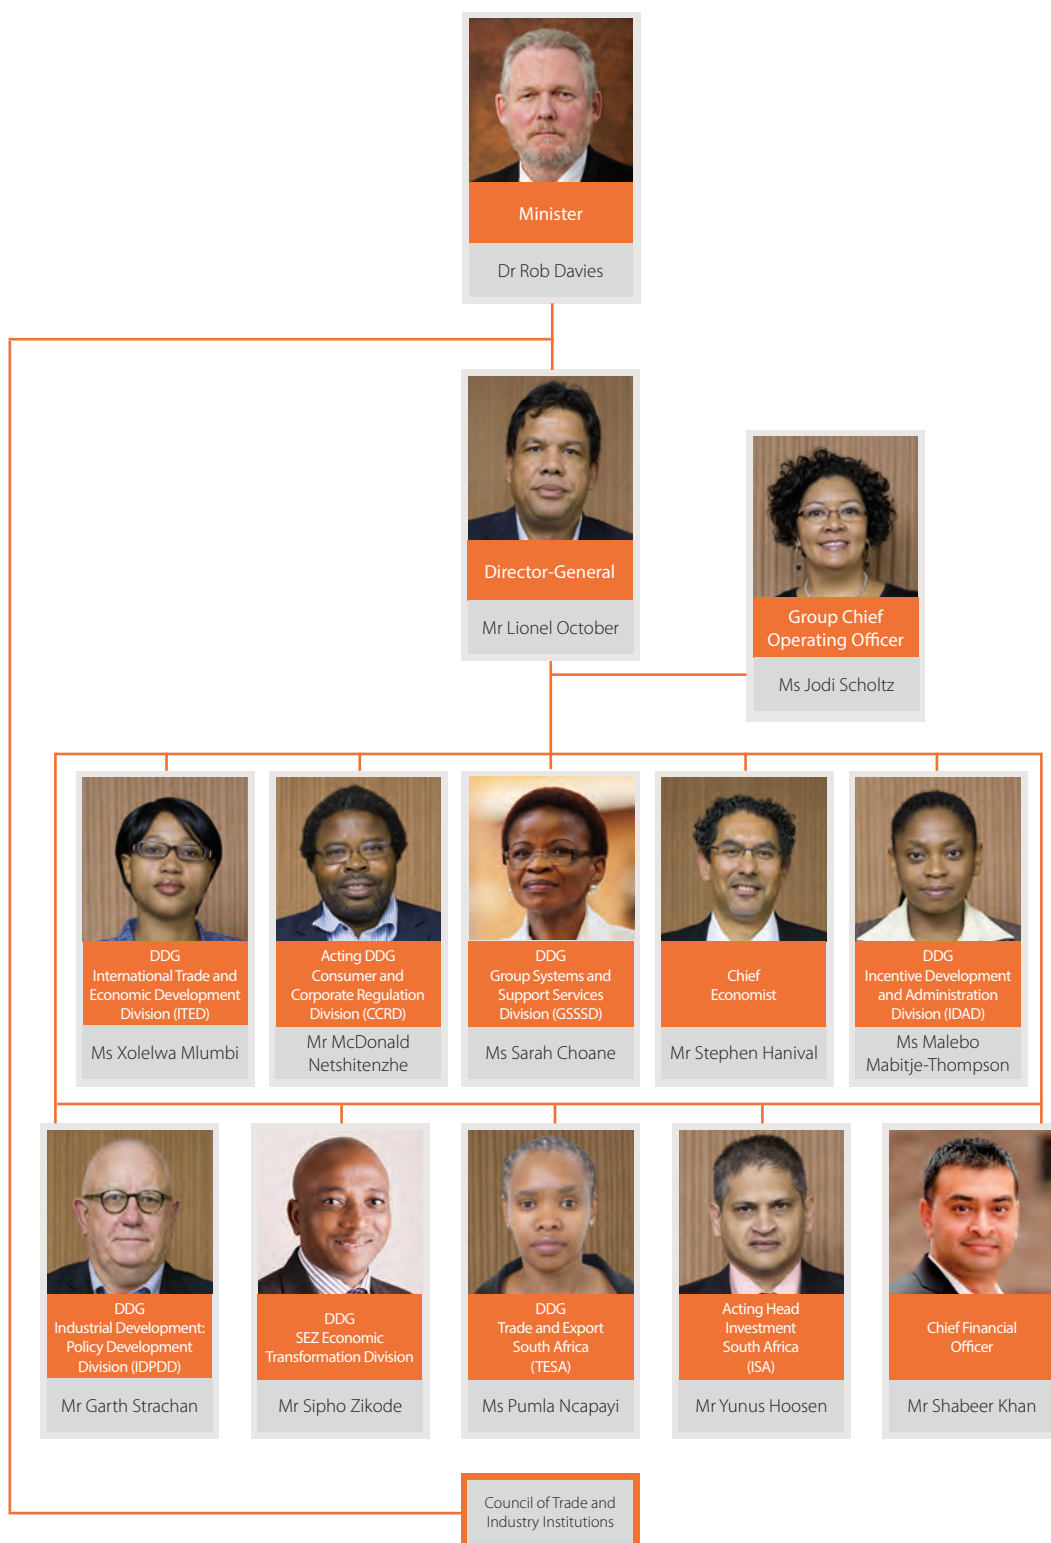 Minister
Dr Rob Davies
Director-General
Mr Lionel October
Group Chief
Operating Officer
Ms Jodi Scholtz
DDG
International Trade and
Economic Development
Division (ITED)
Ms Xolelwa Mlumbi
Acting DDG
Consumer and
Corporate Regulation
Division (CCRD)
Mr McDonald
Netshitenzhe
DDG
Group Systems and
Support Services
Division (GSSSD)
Ms Sarah Choane
Chief
Economist
Mr Stephen Hanival
DDG
Incentive Development
and Administration
Division (IDAD)
Ms Malebo
Mabitje-Thompson
DDG
Industrial Development:
Policy Development
Division (IDPDD)
Mr Garth Strachan
DDG
SEZ Economic
Transformation Division
Mr Sipho Zikode
DDG
Trade and Export
South Africa
(TESA)
Ms Pumla Ncapayi
Acting Head
Investment
South Africa
(ISA)
Mr Yunus Hoosen
Chief Financial
Officer
Mr Shabeer Khan
Council of Trade and
Industry Institutions